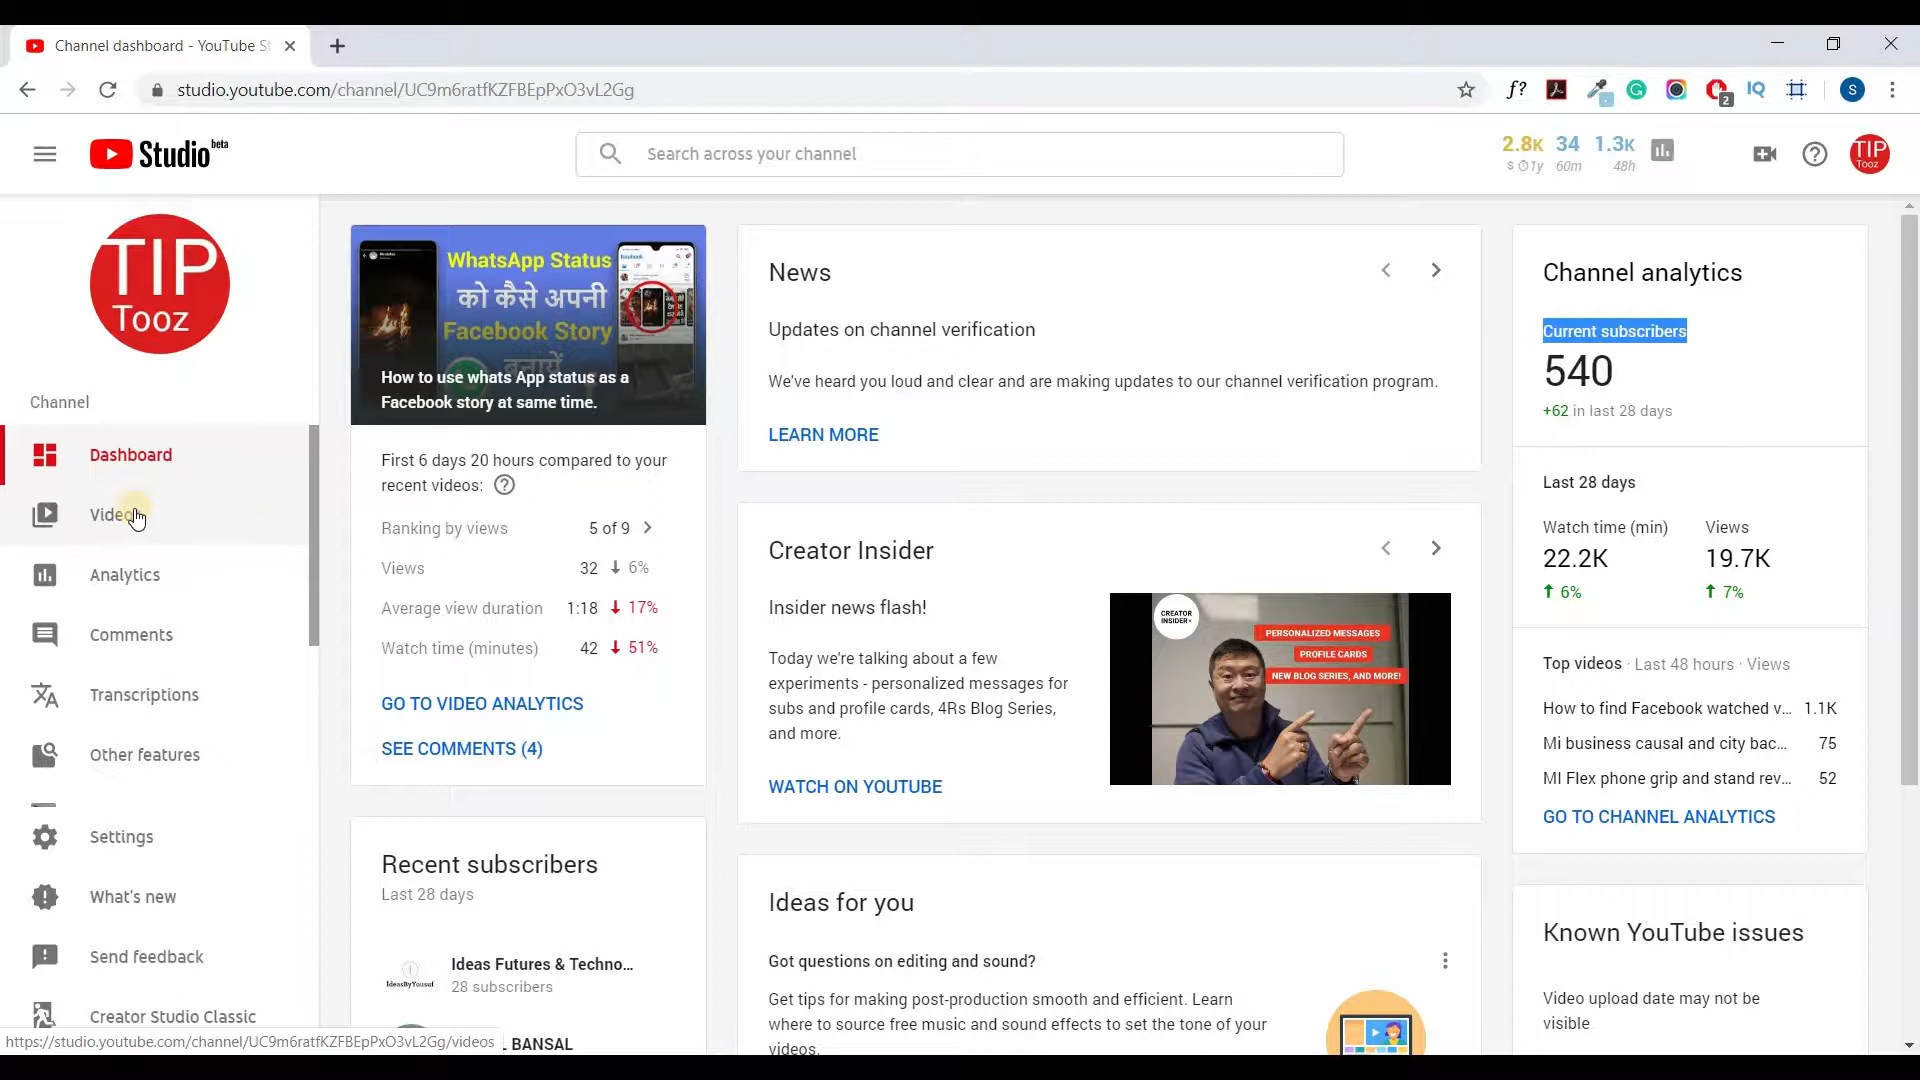 Channel dashboard - YouTube St
studio.youtube.com/channel/UC9m6ratfKZFBEpPxO3vL2Gg
f?
2
IQ
S
Studio beta
Search across your channel
2.8K 34 1.3K
$ 1y 60m 48h
TIP
Tooz
TIP
Tooz
Channel
Dashboard
Videos
Analytics
Comments
Transcriptions
Other features
Settings
What's new
Send feedback
Creator Studio Classic
https://studio.youtube.com/channel/UC9m6ratfKZFBEpPxO3vL2Gg/videos
WhatsApp Status
को कैसे अपनी
Facebook Story
बनायें
How to use whats App status as a
Facebook story at same time.
First 6 days 20 hours compared to your
recent videos:
Ranking by views 5 of 9
Views 32 6%
Average view duration 1:18 17%
Watch time (minutes) 42 51%
GO TO VIDEO ANALYTICS
SEE COMMENTS (4)
Recent subscribers
Last 28 days
IdeasByYousuf
Ideas Futures & Techno...
28 subscribers
L BANSAL
News
Updates on channel verification
We've heard you loud and clear and are making updates to our channel verification program.
LEARN MORE
Creator Insider
Insider news flash!
Today we're talking about a few
experiments - personalized messages for
subs and profile cards, 4Rs Blog Series,
and more.
WATCH ON YOUTUBE
CREATOR
INSIDER
PERSONALIZED MESSAGES
PROFILE CARDS
NEW BLOG SERIES, AND MORE!
Ideas for you
Got questions on editing and sound?
Get tips for making post-production smooth and efficient. Learn
where to source free music and sound effects to set the tone of your
videos.
Channel analytics
Current subscribers
540
+62 in last 28 days
Last 28 days
Watch time (min) Views
22.2K 19.7K
6% 7%
Top videos · Last 48 hours · Views
How to find Facebook watched v... 1.1K
Mi business causal and city bac... 75
MI Flex phone grip and stand rev... 52
GO TO CHANNEL ANALYTICS
Known YouTube issues
Video upload date may not be
visible